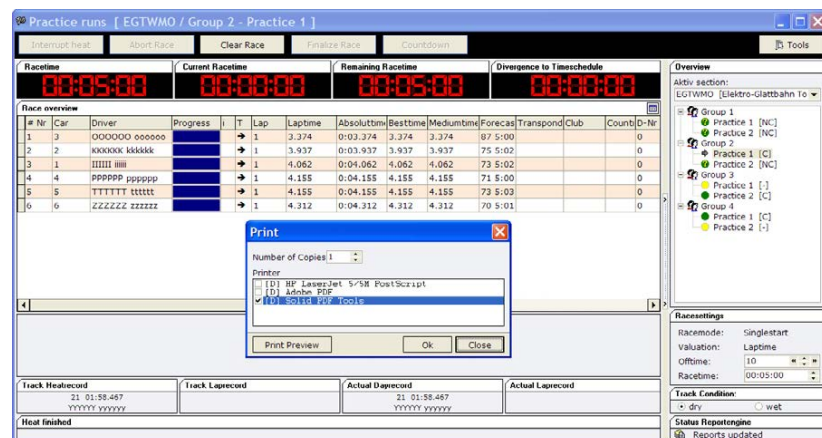 Practice runs [ EGTWMO / Group 2 - Practice 1 ]
Interrupt heat Abort Race Clear Race Finalize Race Countdown Tools
Racetime Current Racetime Remaining Racetime Divergence to Timeschedule
00:05:00 00:00:00 00:05:00 00:00:00
Race overview
# Nr Car Driver Progress i T Lap Laptime Absoluttim Besttime Mediumtime Forecas Transpond Club Counti D-Nr
1 3 OOOOOO oooooo 1 3.374 0:03.374 3.374 3.374 87 5:00 0
2 2 KKKKKK kkkkkk 1 3.937 0:03.937 3.937 3.937 75 5:02 0
3 1 IIIIII iiiiii 1 4.062 0:04.062 4.062 4.062 73 5:02 0
4 4 PPPPPP pppppp 1 4.155 0:04.155 4.155 4.155 71 5:00 0
5 5 TTTTTT tttttt 1 4.155 0:04.155 4.155 4.155 73 5:03 0
6 6 ZZZZZZ zzzzzz 1 4.312 0:04.312 4.312 4.312 70 5:01 0
Print
Number of Copies 1
Printer
[D] HP LaserJet 5/5M PostScript
[D] Adobe PDF
[D] Solid PDF Tools
Print Preview Ok Close
Track Heatrecord Track Laprecord Actual Dayrecord Actual Laprecord
21 01:58.467 21 01:58.467
YYYYYY yyyyyy YYYYYY yyyyyy
Heat finished
Overview
Aktiv section:
EGTWMO [Elektro-Glattbahn To
Group 1
Practice 1 [NC]
Practice 2 [NC]
Group 2
Practice 1 [C]
Practice 2 [NC]
Group 3
Practice 1 [-]
Practice 2 [C]
Group 4
Practice 1 [C]
Practice 2 [-]
Racesettings
Racemode: Singlestart
Valuation: Laptime
Offtime: 10
Racetime: 00:05:00
Track Condition:
dry wet
Status Reportengine
Reports updated